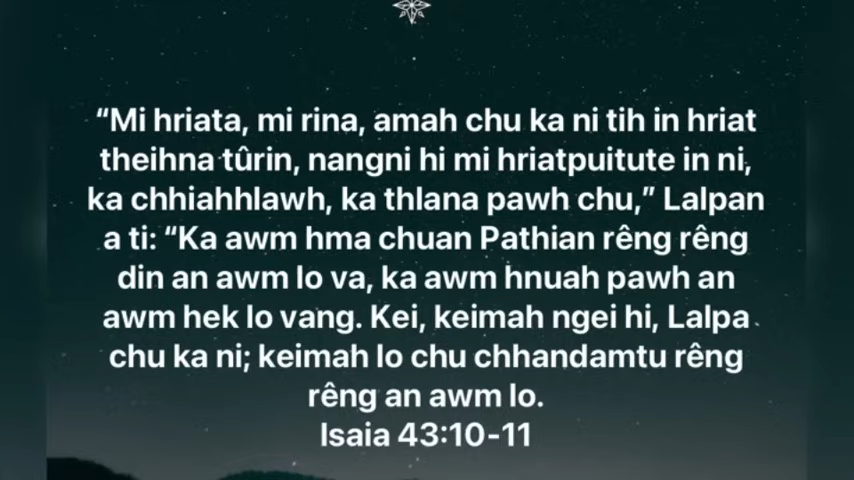 “Mi hriata, mi rina, amah chu ka ni tih in hriat
theihna tûrin, nangni hi mi hriatpuitute in ni,
ka chhiahhlawh, ka thlana pawh chu,” Lalpan
a ti: “Ka awm hma chuan Pathian rêng rêng
din an awm lo va, ka awm hnuah pawh an
awm hek lo vang. Kei, keimah ngei hi, Lalpa
chu ka ni; keimah lo chu chhandamtu rêng
rêng an awm lo.
Isaia 43:10-11